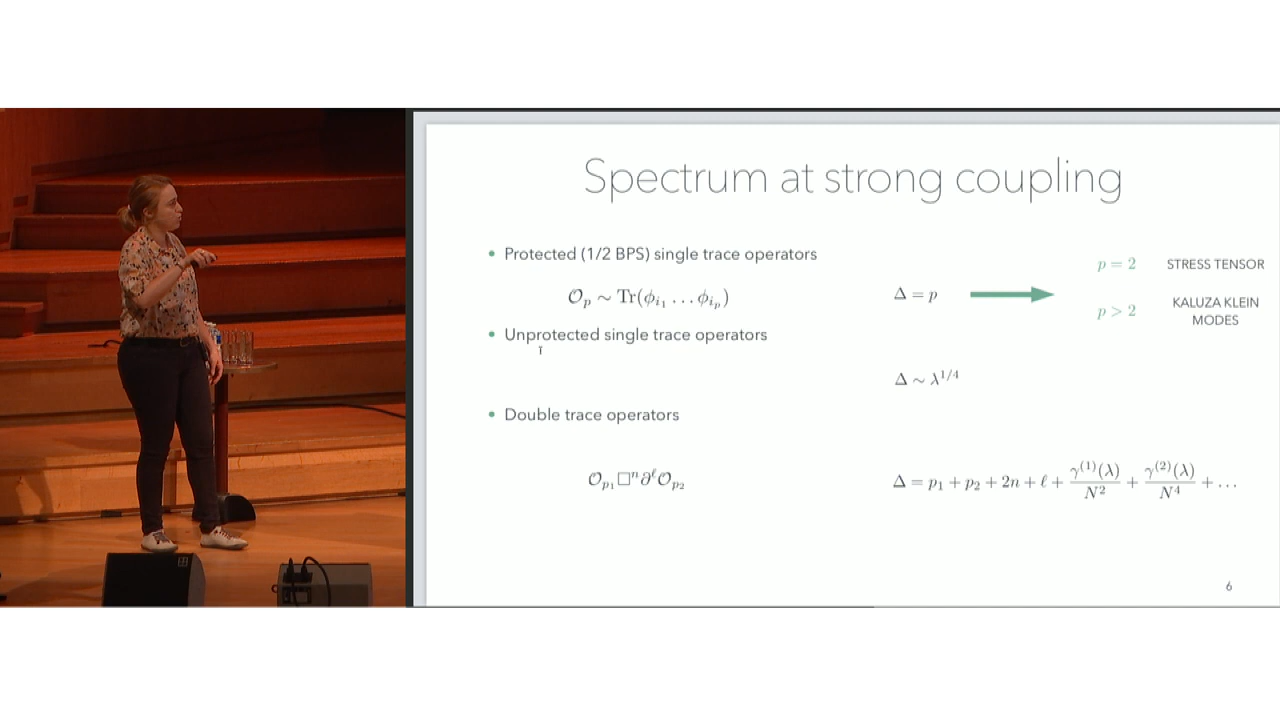 Spectrum at strong coupling
• Protected (1/2 BPS) single trace operators
𝒪_p ∼ Tr(ϕ_{i_1} … ϕ_{i_p})
Δ = p
p = 2 STRESS TENSOR
p > 2 KALUZA KLEIN
MODES
• Unprotected single trace operators
Δ ∼ λ^{1/4}
• Double trace operators
𝒪_{p_1} □^n ∂^ℓ 𝒪_{p_2}
Δ = p_1 + p_2 + 2n + ℓ + γ^{(1)}(λ)/N^2 + γ^{(2)}(λ)/N^4 + …
6